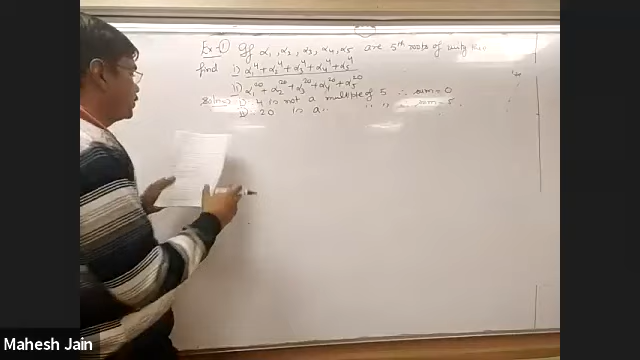 Ex-① If α₁, α₂, α₃, α₄, α₅ are 5th roots of unity
find i) α₁⁴+α₂⁴+α₃⁴+α₄⁴+α₅⁴
ii) α₁²⁰+α₂²⁰+α₃²⁰+α₄²⁰+α₅²⁰
Soln:- i) 4 is not a multiple of 5 ∴ sum = 0
ii) 20 is a " " " sum = 5
Mahesh Jain